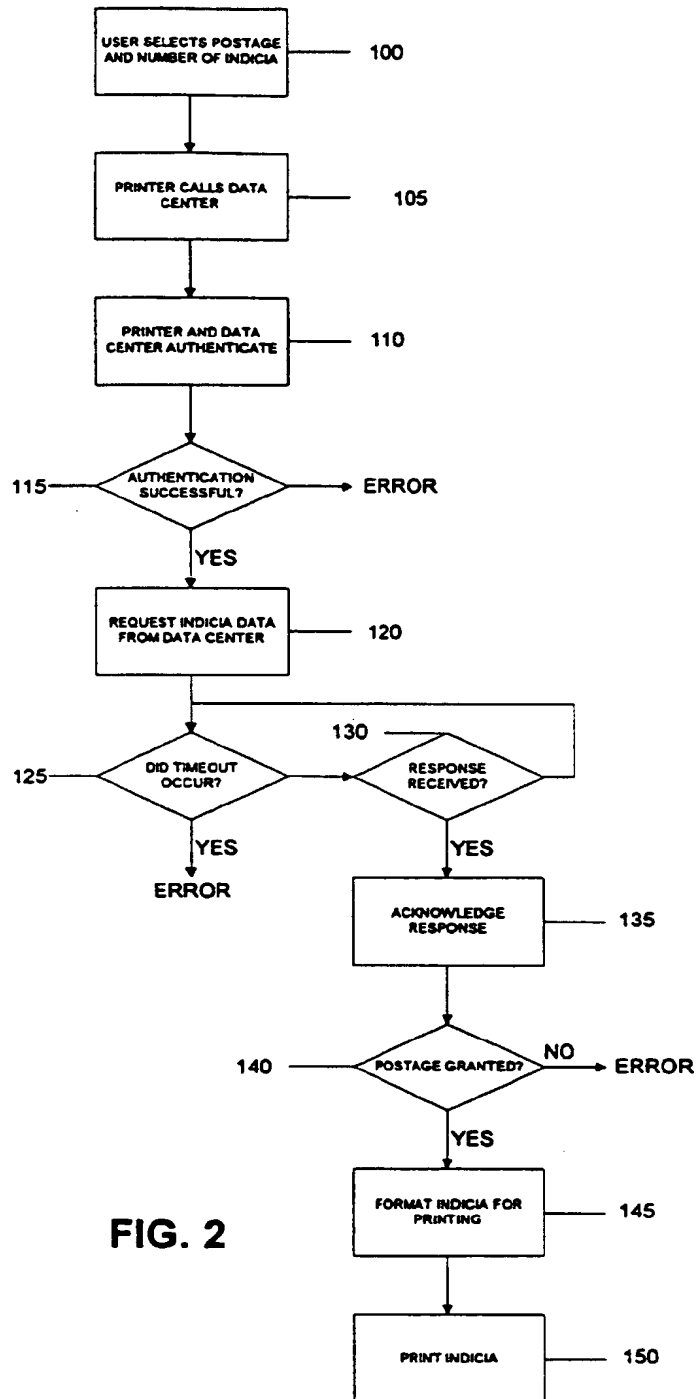 USER SELECTS POSTAGE
AND NUMBER OF INDICIA
100
PRINTER CALLS DATA
CENTER
105
PRINTER AND DATA
CENTER AUTHENTICATE
110
115
AUTHENTICATION
SUCCESSFUL?
ERROR
YES
REQUEST INDICIA DATA
FROM DATA CENTER
120
125
DID TIMEOUT
OCCUR?
130
RESPONSE
RECEIVED?
YES
ERROR
YES
ACKNOWLEDGE
RESPONSE
135
140
POSTAGE GRANTED?
NO
ERROR
YES
FORMAT INDICIA FOR
PRINTING
145
FIG. 2
PRINT INDICIA
150